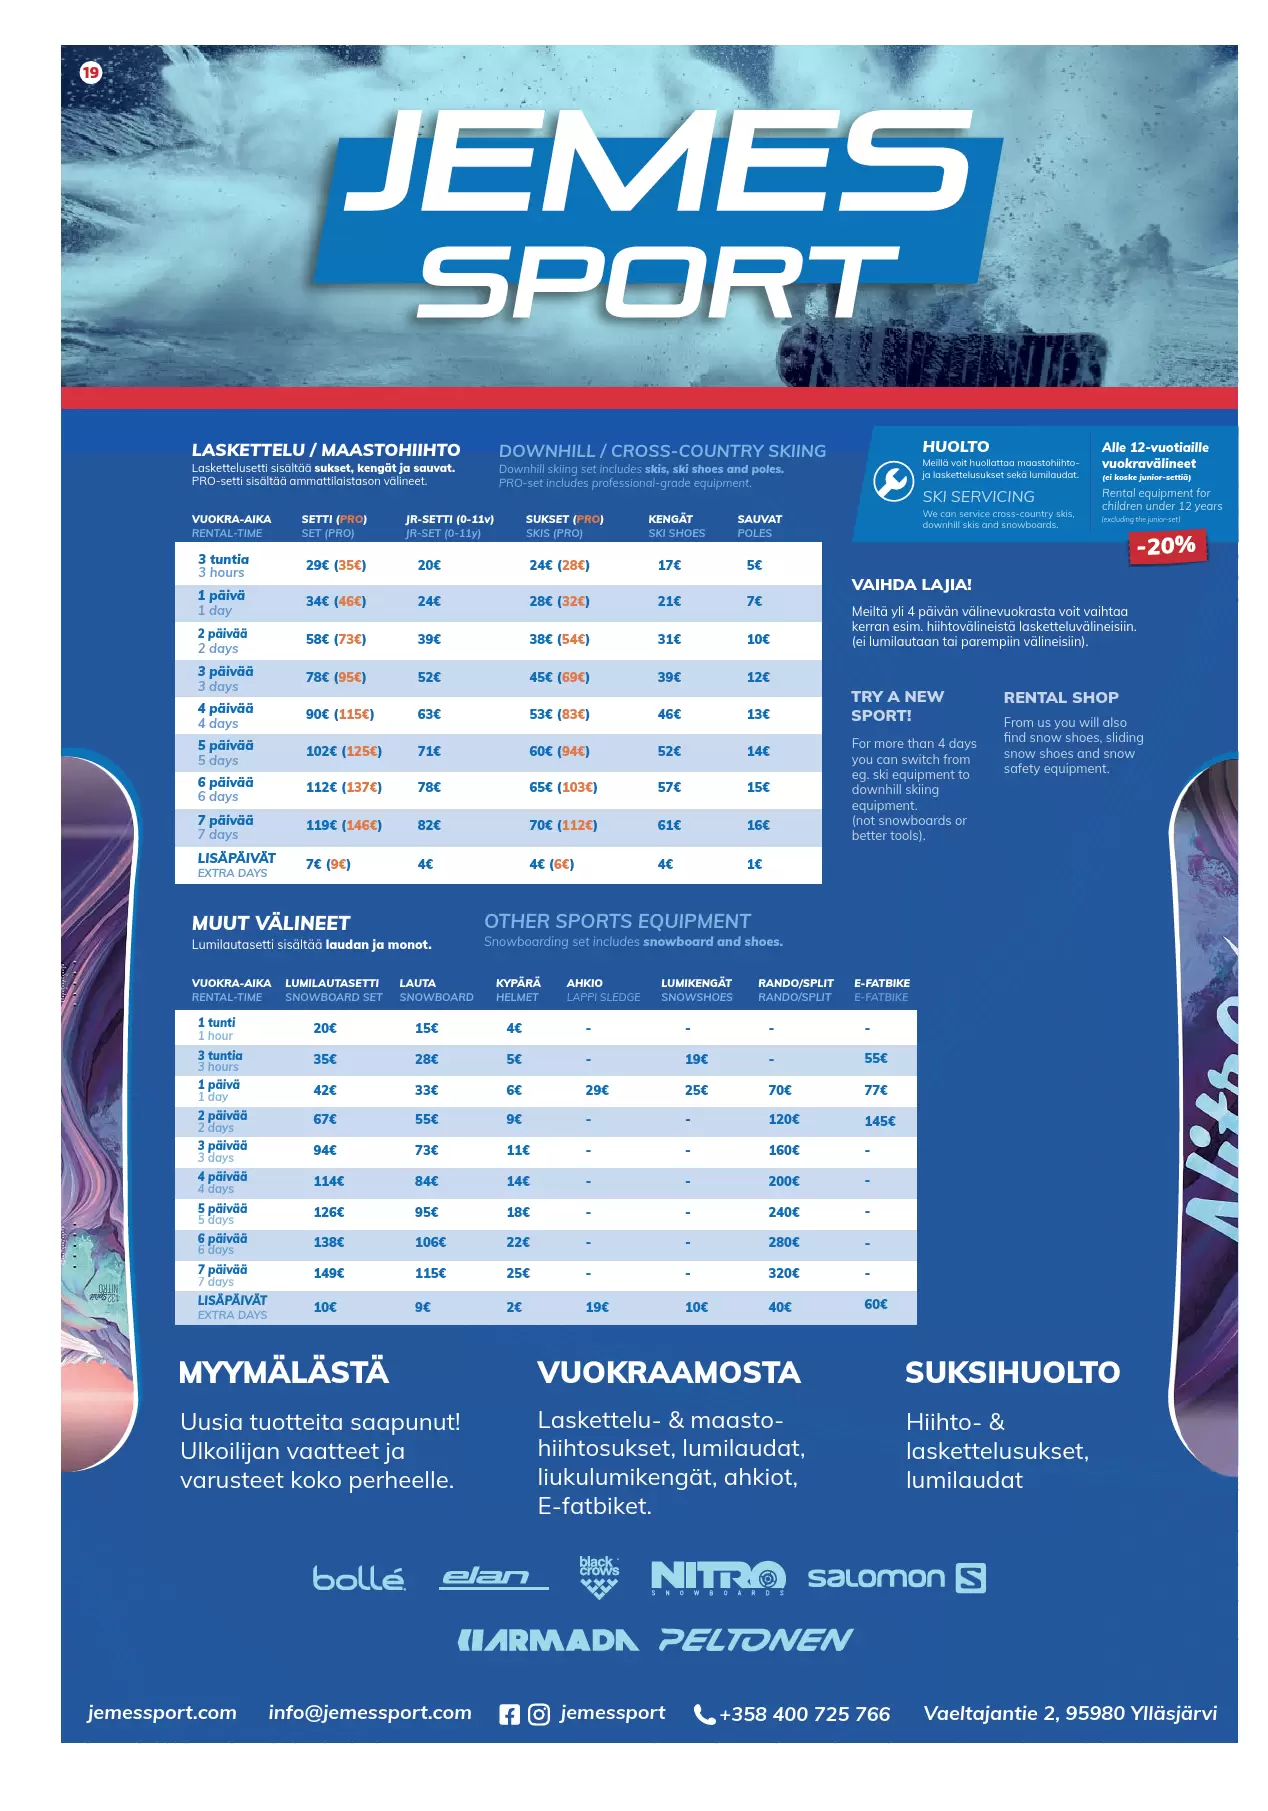 19
JEMES
SPORT
LASKETTELU / MAASTOHIIHTO
Laskettelusetti sisältää sukset, kengät ja sauvat.
PRO-setti sisältää ammattilaistason välineet.
DOWNHILL / CROSS-COUNTRY SKIING
Downhill skiing set includes skis, ski shoes and poles.
PRO-set includes professional-grade equipment.
VUOKRA-AIKA SETTI (PRO) JR-SETTI (0-11v) SUKSET (PRO) KENGÄT SAUVAT
RENTAL-TIME SET (PRO) JR-SET (0-11y) SKIS (PRO) SKI SHOES POLES
3 tuntia
3 hours
29€ (35€) 20€ 24€ (28€) 17€ 5€
1 päivä
1 day
34€ (46€) 24€ 28€ (32€) 21€ 7€
2 päivää
2 days
58€ (73€) 39€ 38€ (54€) 31€ 10€
3 päivää
3 days
78€ (95€) 52€ 45€ (69€) 39€ 12€
4 päivää
4 days
90€ (115€) 63€ 53€ (83€) 46€ 13€
5 päivää
5 days
102€ (125€) 71€ 60€ (94€) 52€ 14€
6 päivää
6 days
112€ (137€) 78€ 65€ (103€) 57€ 15€
7 päivää
7 days
119€ (146€) 82€ 70€ (112€) 61€ 16€
LISÄPÄIVÄT
EXTRA DAYS
7€ (9€) 4€ 4€ (6€) 4€ 1€
HUOLTO
Meillä voit huollattaa maastohiihto-
ja laskettelusukset sekä lumilaudat.
SKI SERVICING
We can service cross-country skis,
downhill skis and snowboards.
Alle 12-vuotiaille
vuokravälineet
(ei koske junior-settiä)
Rental equipment for
children under 12 years
(excluding the junior-set)
-20%
VAIHDA LAJIA!
Meiltä yli 4 päivän välinevuokrasta voit vaihtaa
kerran esim. hiihtovälineistä lasketteluvälineisiin.
(ei lumilautaan tai parempiin välineisiin).
TRY A NEW
SPORT!
For more than 4 days
you can switch from
eg. ski equipment to
downhill skiing
equipment.
(not snowboards or
better tools).
RENTAL SHOP
From us you will also
find snow shoes, sliding
snow shoes and snow
safety equipment.
MUUT VÄLINEET
Lumilautasetti sisältää laudan ja monot.
OTHER SPORTS EQUIPMENT
Snowboarding set includes snowboard and shoes.
VUOKRA-AIKA LUMILAUTASETTI LAUTA KYPÄRÄ AHKIO LUMIKENGÄT RANDO/SPLIT E-FATBIKE
RENTAL-TIME SNOWBOARD SET SNOWBOARD HELMET LAPPI SLEDGE SNOWSHOES RANDO/SPLIT E-FATBIKE
1 tunti
1 hour
20€ 15€ 4€ - - - -
3 tuntia
3 hours
35€ 28€ 5€ - 19€ - 55€
1 päivä
1 day
42€ 33€ 6€ 29€ 25€ 70€ 77€
2 päivää
2 days
67€ 55€ 9€ - - 120€ 145€
3 päivää
3 days
94€ 73€ 11€ - - 160€ -
4 päivää
4 days
114€ 84€ 14€ - - 200€ -
5 päivää
5 days
126€ 95€ 18€ - - 240€ -
6 päivää
6 days
138€ 106€ 22€ - - 280€ -
7 päivää
7 days
149€ 115€ 25€ - - 320€ -
LISÄPÄIVÄT
EXTRA DAYS
10€ 9€ 2€ 19€ 10€ 40€ 60€
132 Spirit
NITRO
Nitro
MYYMÄLÄSTÄ
Uusia tuotteita saapunut!
Ulkoilijan vaatteet ja
varusteet koko perheelle.
VUOKRAAMOSTA
Laskettelu- & maasto-
hiihtosukset, lumilaudat,
liukulumikengät, ahkiot,
E-fatbiket.
SUKSIHUOLTO
Hiihto- &
laskettelusukset,
lumilaudat
bollé elan black crows NITRO SNOWBOARDS salomon S
ARMADA PELTONEN
jemessport.com info@jemessport.com jemessport +358 400 725 766 Vaeltajantie 2, 95980 Ylläsjärvi